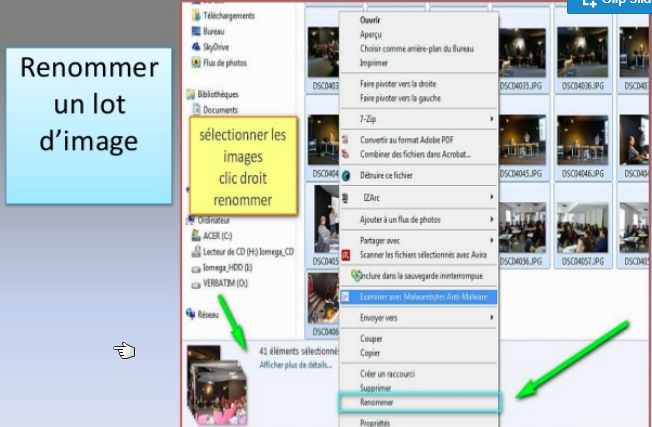 Clip Slid
Renommer
un lot
d'image
Téléchargements
Bureau
SkyDrive
Flux de photos
Bibliothèques
Documents
sélectionner les
images
clic droit
renommer
Ordinateur
ACER (C:)
Lecteur de CD (H:) Iomega_CD
Iomega_HDD (I:)
VERBATIM (O:)
Réseau
41 éléments sélectionné
Afficher plus de détails...
Ouvrir
Aperçu
Choisir comme arrière-plan du Bureau
Imprimer
Faire pivoter vers la droite
Faire pivoter vers la gauche
7-Zip
Convertir au format Adobe PDF
Combiner des fichiers dans Acrobat...
Détruire ce fichier
IZArc
Ajouter à un flux de photos
Partager avec
Scanner les fichiers sélectionnés avec Avira
Inclure dans la sauvegarde ininterrompue
Examiner avec Malwarebytes Anti-Malware
Envoyer vers
Couper
Copier
Créer un raccourci
Supprimer
Renommer
Propriétés
DSC0403
DSC04035.JPG
DSC04036.JPG
DSC0403
DSC0404
DSC04045.JPG
DSC04046.JPG
DSC0404
DSC0405
DSC04056.JPG
DSC04057.JPG
DSC0405
DSC0406